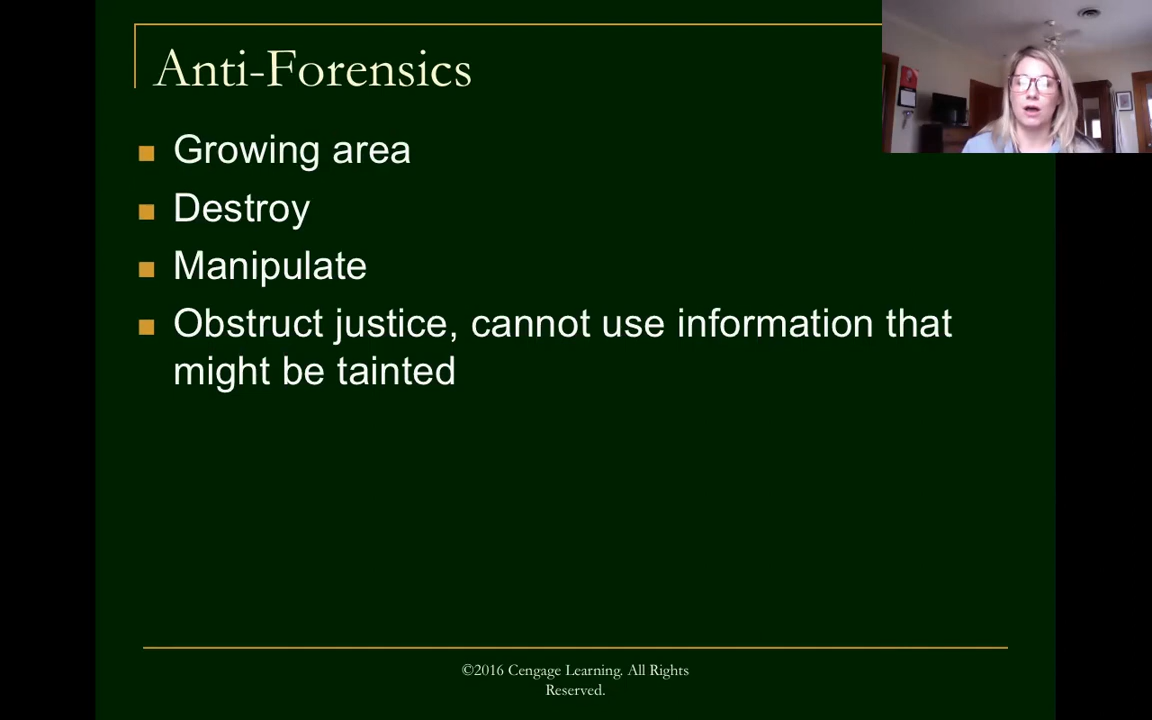 Anti-Forensics
Growing area
Destroy
Manipulate
Obstruct justice, cannot use information that
might be tainted
©2016 Cengage Learning. All Rights
Reserved.